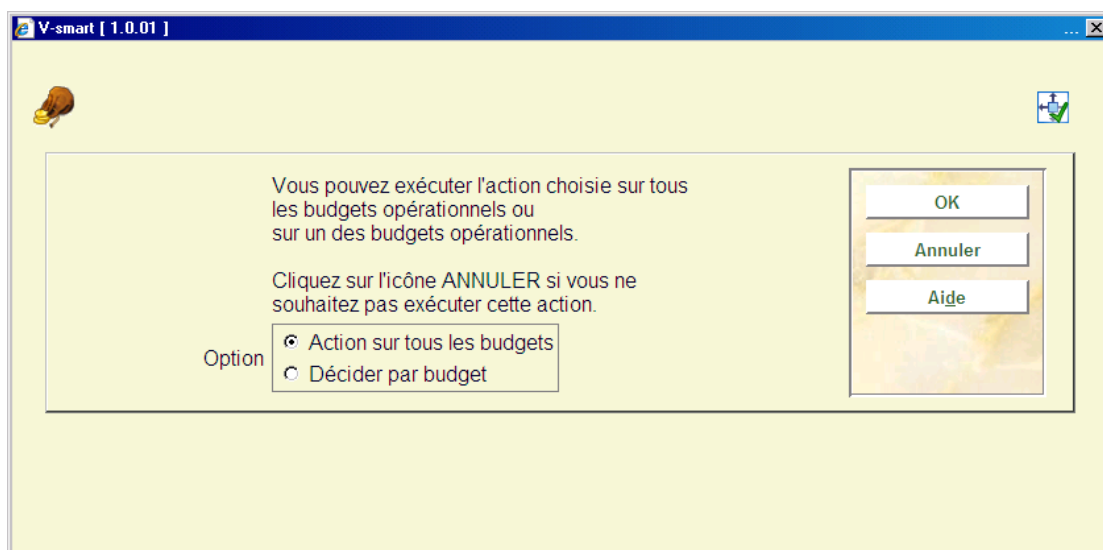 V-smart [ 1.0.01 ]
...
Vous pouvez exécuter l'action choisie sur tous
les budgets opérationnels ou
sur un des budgets opérationnels.
Cliquez sur l'icône ANNULER si vous ne
souhaitez pas exécuter cette action.
Option
Action sur tous les budgets
Décider par budget
OK
Annuler
Aide